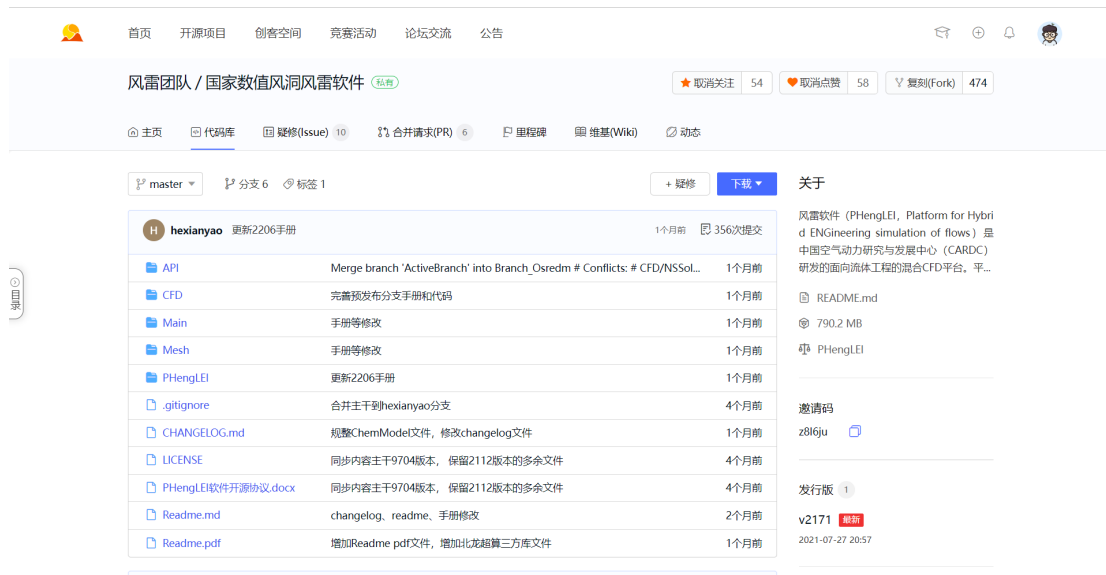 首页 开源项目 创客空间 竞赛活动 论坛交流 公告
风雷团队 / 国家数值风洞风雷软件 私有
取消关注 54 取消点赞 58 复刻(Fork) 474
主页 代码库 疑修(Issue) 10 合并请求(PR) 6 里程碑 维基(Wiki) 动态
master 分支 6 标签 1 + 疑修 下载
H hexianyao 更新2206手册 1个月前 356次提交
API Merge branch 'ActiveBranch' into Branch_Osredm # Conflicts: # CFD/NSSol... 1个月前
CFD 完善预发布分支手册和代码 1个月前
Main 手册等修改 1个月前
Mesh 手册等修改 1个月前
PHengLEI 更新2206手册 1个月前
.gitignore 合并主干到hexianyao分支 4个月前
CHANGELOG.md 规整ChemModel文件，修改changelog文件 1个月前
LICENSE 同步内容主干9704版本， 保留2112版本的多余文件 4个月前
PHengLEI软件开源协议.docx 同步内容主干9704版本， 保留2112版本的多余文件 4个月前
Readme.md changelog、readme、手册修改 2个月前
Readme.pdf 增加Readme pdf文件，增加北龙超算三方库文件 1个月前
关于
风雷软件（PHengLEI，Platform for Hybri
d ENGineering simulation of flows）是
中国空气动力研究与发展中心（CARDC）
研发的面向流体工程的混合CFD平台。平...
README.md
790.2 MB
PHengLEI
邀请码
z8l6ju
发行版 1
v2171 最新
2021-07-27 20:57
目录